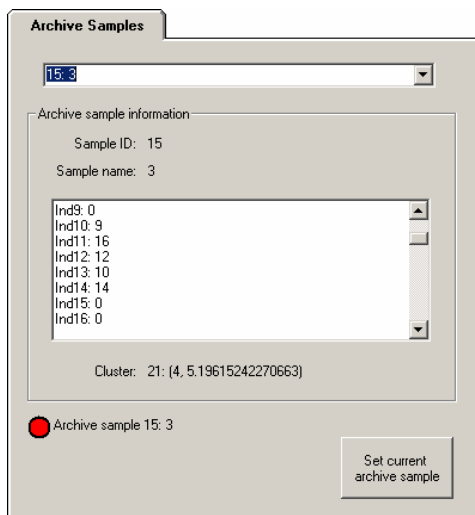 Archive Samples
15: 3
Archive sample information
Sample ID: 15
Sample name: 3
Ind9: 0
Ind10: 9
Ind11: 16
Ind12: 12
Ind13: 10
Ind14: 14
Ind15: 0
Ind16: 0
Cluster: 21: (4, 5.19615242270663)
Archive sample 15: 3
Set current
archive sample